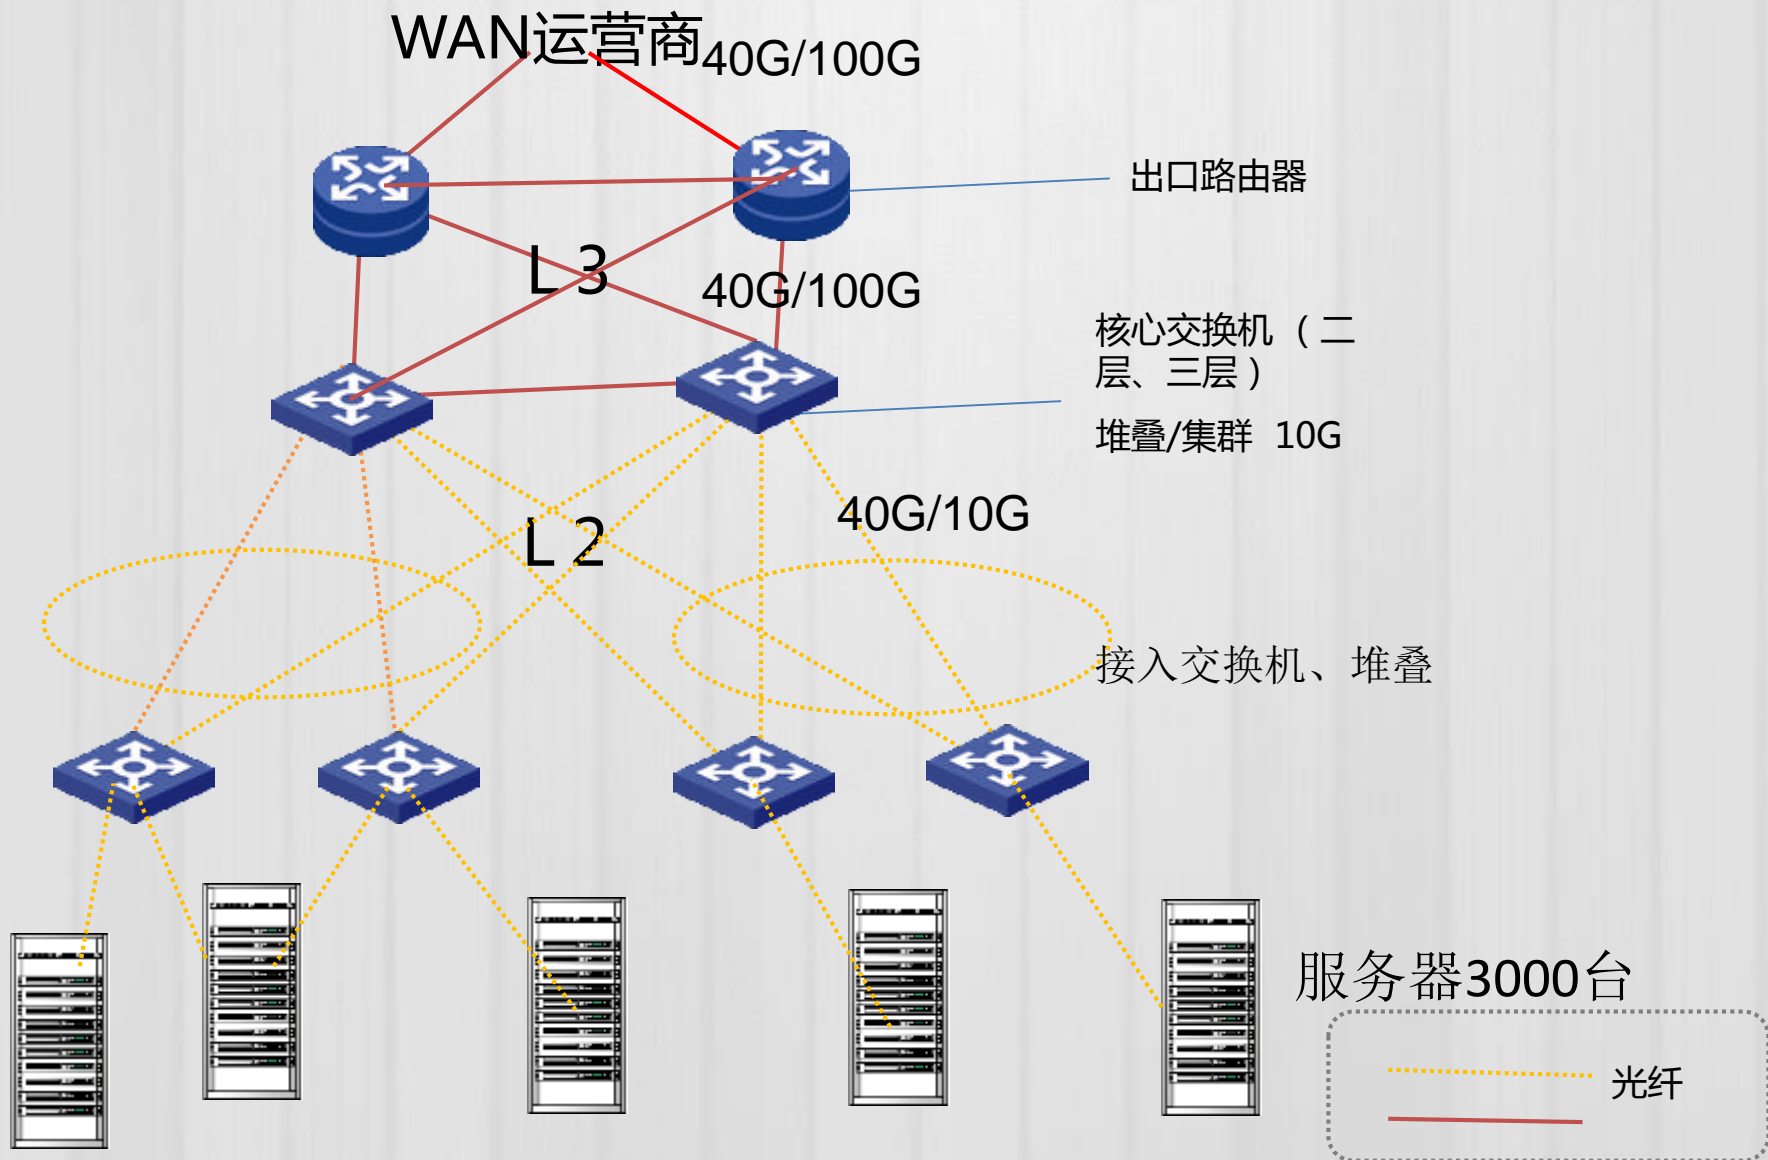 WAN运营商
40G/100G
出口路由器
L 3
40G/100G
核心交换机 （二
层、三层）
堆叠/集群 10G
40G/10G
L 2
接入交换机、堆叠
服务器3000台
光纤